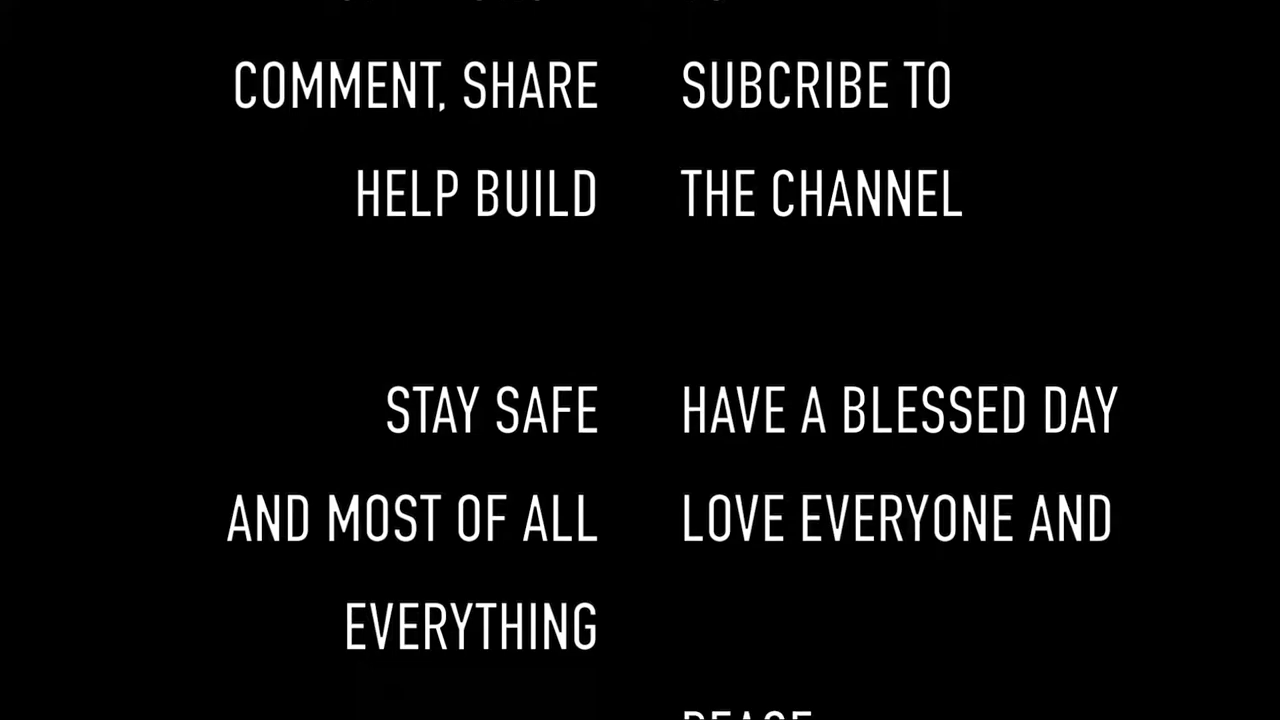 COMMENT, SHARE SUBCRIBE TO
HELP BUILD THE CHANNEL
STAY SAFE HAVE A BLESSED DAY
AND MOST OF ALL LOVE EVERYONE AND
EVERYTHING
PEACE